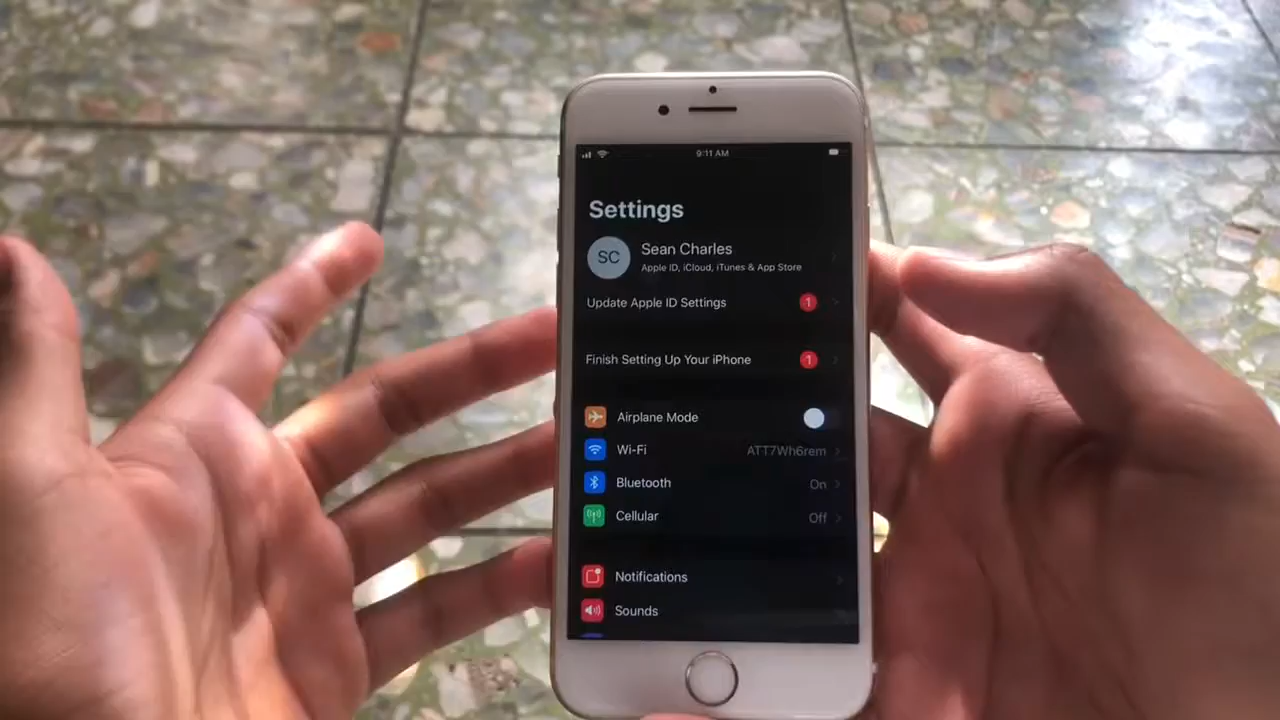 9:11 AM
Settings
SC
Sean Charles
Apple ID, iCloud, iTunes & App Store
Update Apple ID Settings 1
Finish Setting Up Your iPhone 1
Airplane Mode
Wi-Fi ATT7Wh6rem
Bluetooth On
Cellular Off
Notifications
Sounds